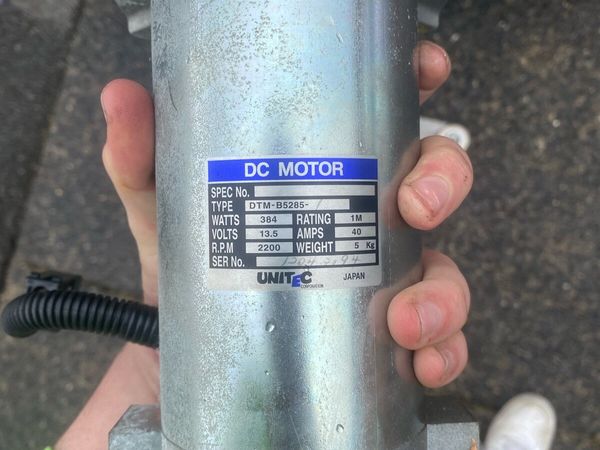 DC MOTOR
SPEC No.
TYPE DTM-B5285-/
WATTS 384 RATING 1M
VOLTS 13.5 AMPS 40
R.P.M 2200 WEIGHT 5 Kg
SER No.
UNITEC JAPAN
CORPORATION